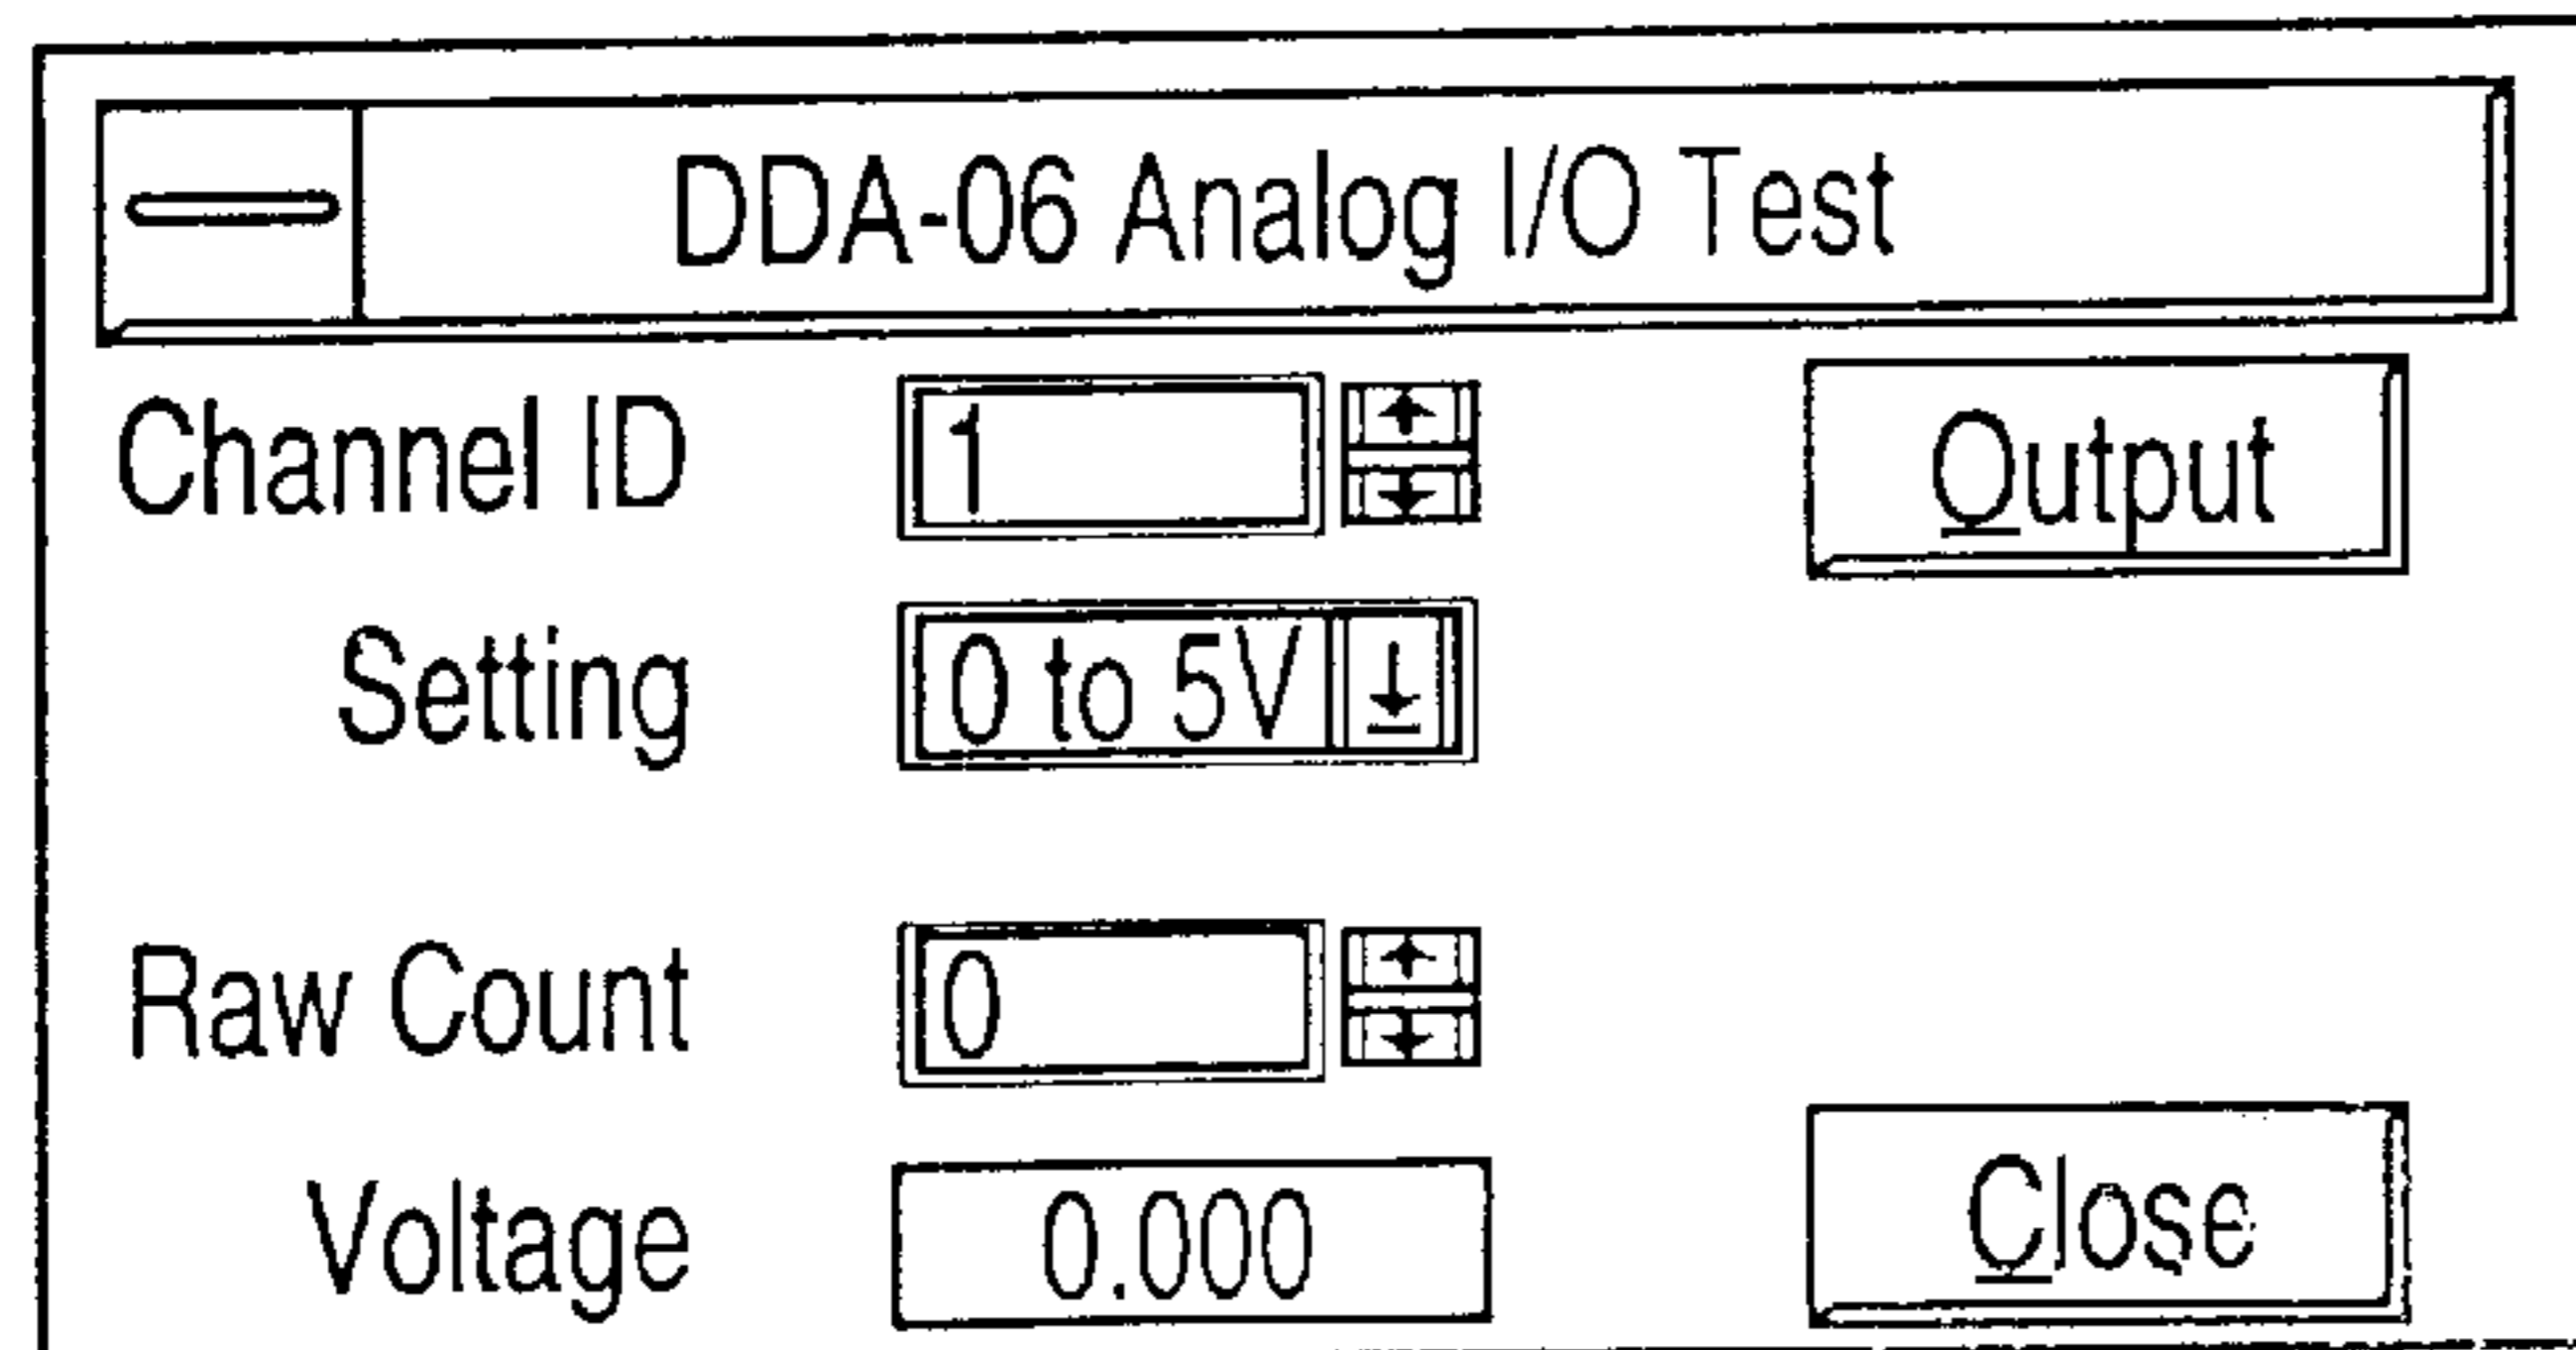 DDA-06 Analog I/O Test
Channel ID 1 Output
Setting 0 to 5V
Raw Count 0
Voltage 0.000 Close